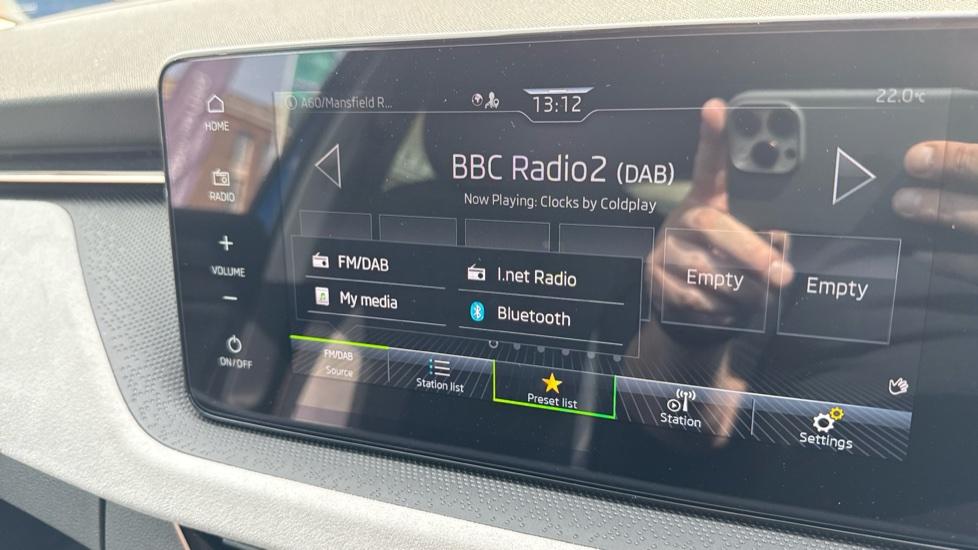 A60/Mansfield R...
13:12
22.0°C
HOME
RADIO
+
VOLUME
−
ON/OFF
BBC Radio2 (DAB)
Now Playing: Clocks by Coldplay
FM/DAB
I.net Radio
My media
Bluetooth
Empty
Empty
FM/DAB
Source
Station list
Preset list
Station
Settings